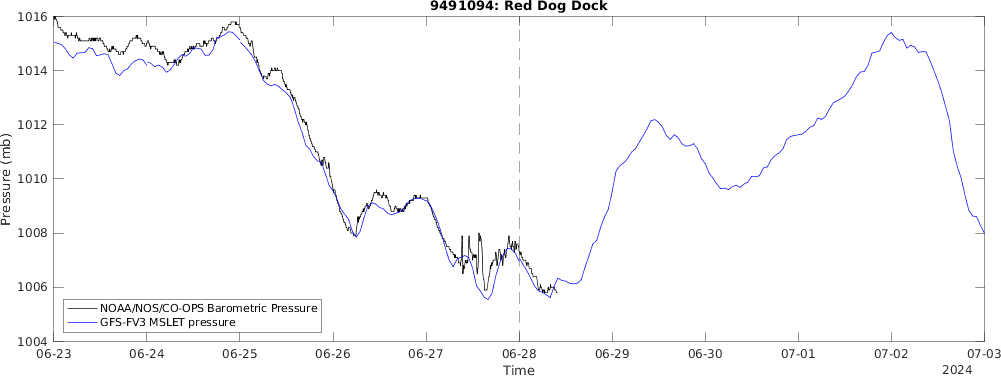 9491094: Red Dog Dock
Pressure (mb)
1016
1014
1012
1010
1008
1006
1004
NOAA/NOS/CO-OPS Barometric Pressure
GFS-FV3 MSLET pressure
06-23 06-24 06-25 06-26 06-27 06-28 06-29 06-30 07-01 07-02 07-03
Time
2024